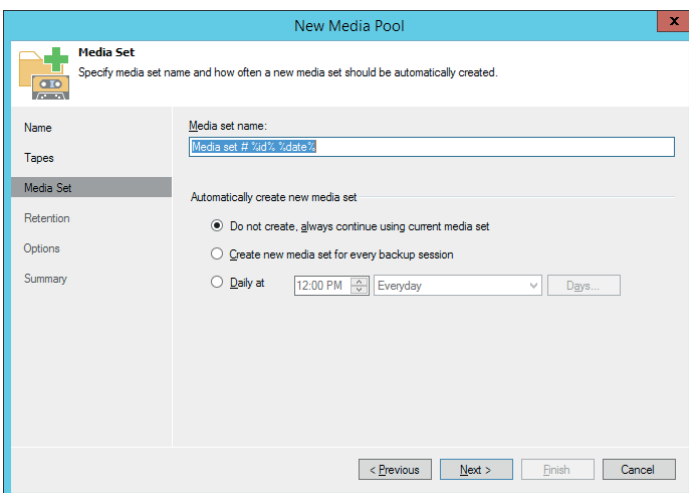 New Media Pool
x
Media Set
Specify media set name and how often a new media set should be automatically created.
Name
Tapes
Media Set
Retention
Options
Summary
Media set name:
Media set # %id% %date%
Automatically create new media set
Do not create, always continue using current media set
Create new media set for every backup session
Daily at 12:00 PM Everyday Days...
< Previous Next > Finish Cancel